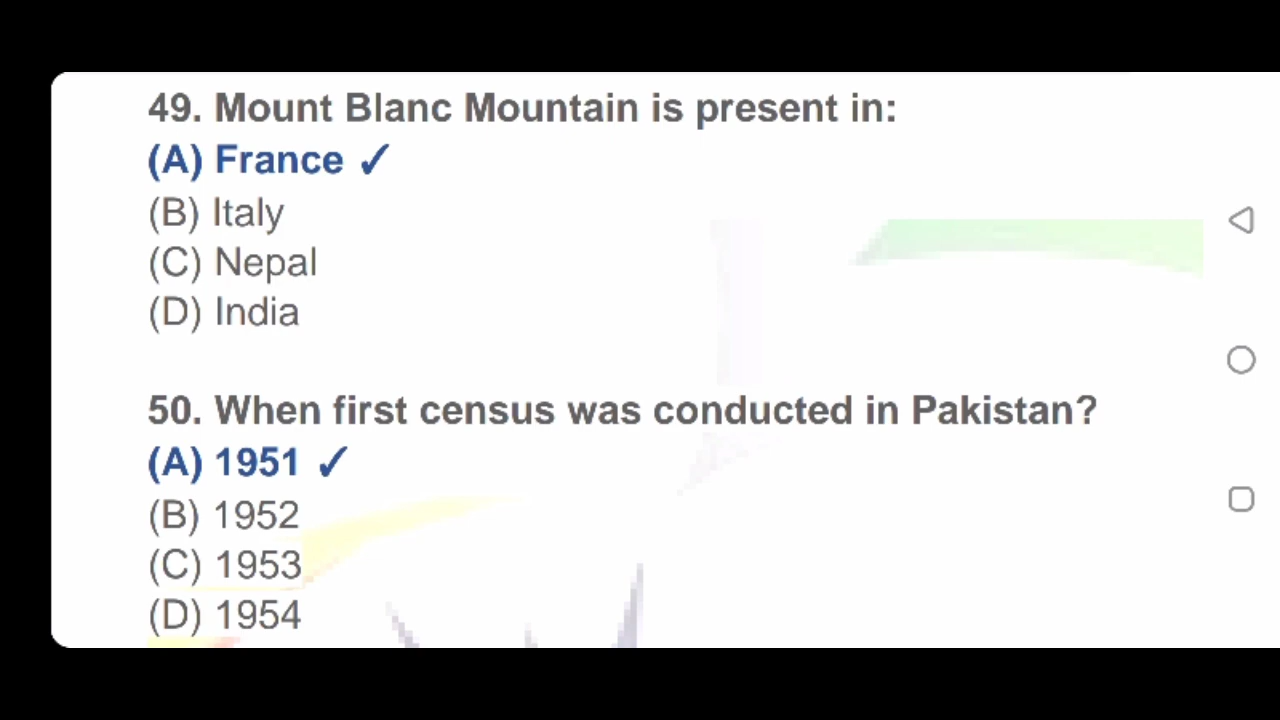 49. Mount Blanc Mountain is present in:
(A) France ✓
(B) Italy
(C) Nepal
(D) India
50. When first census was conducted in Pakistan?
(A) 1951 ✓
(B) 1952
(C) 1953
(D) 1954